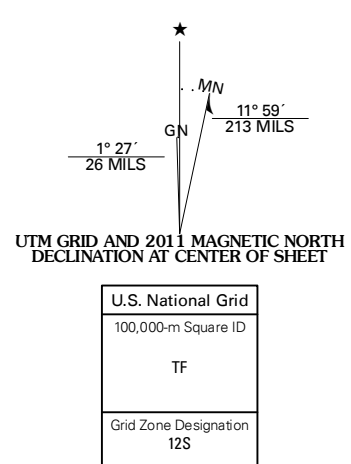 ★
MN
GN
11° 59´
213 MILS
1° 27´
26 MILS
UTM GRID AND 2011 MAGNETIC NORTH
DECLINATION AT CENTER OF SHEET
U.S. National Grid
100,000-m Square ID
TF
Grid Zone Designation
12S